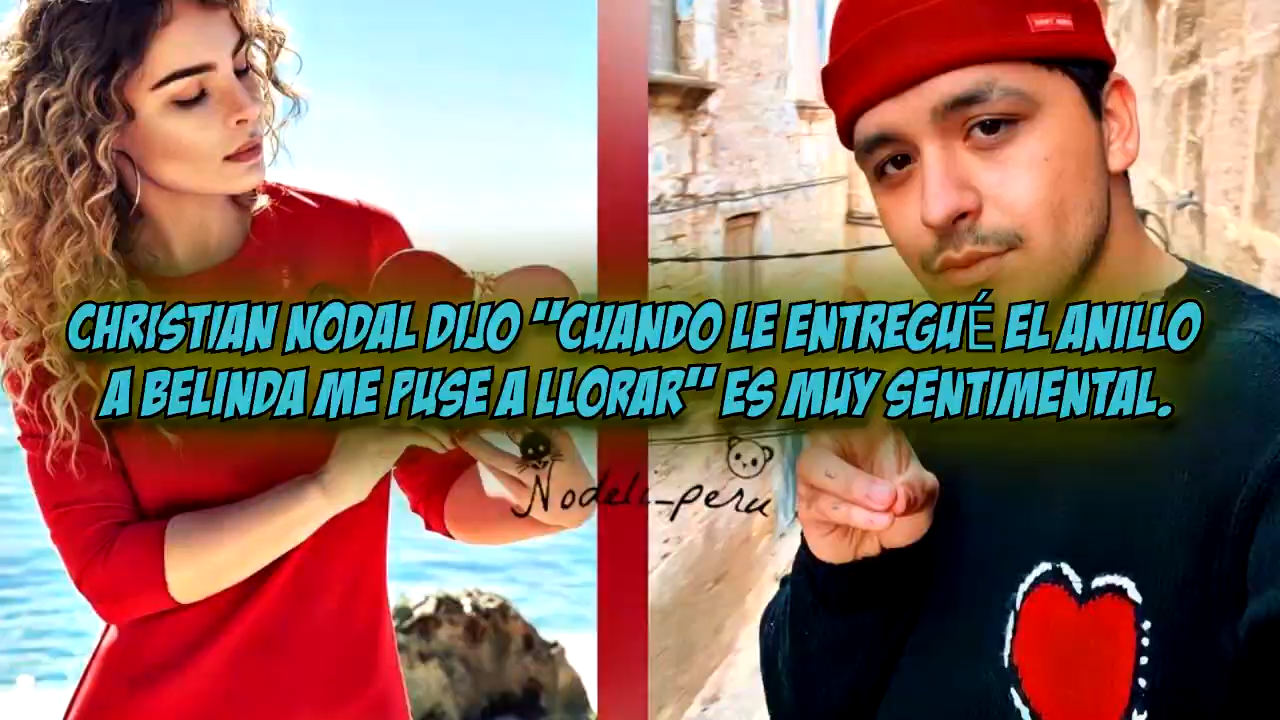 CHRISTIAN NODAL DIJO "CUANDO LE ENTREGUÉ EL ANILLO
A BELINDA ME PUSE A LLORAR" ES MUY SENTIMENTAL.
Nodeli_peru